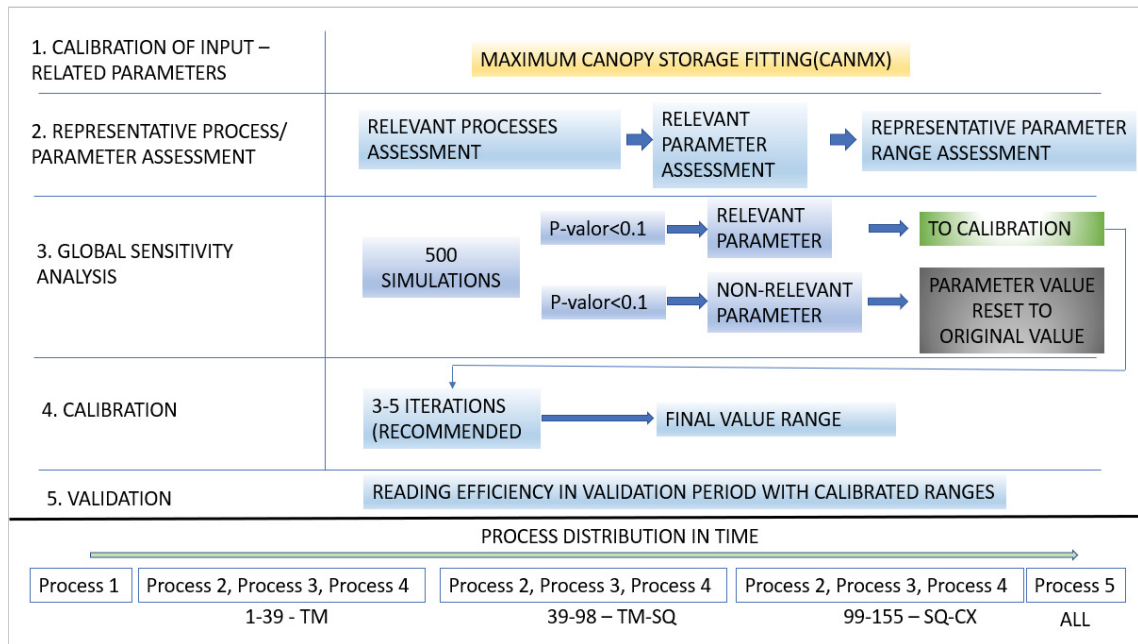 1. CALIBRATION OF INPUT –
RELATED PARAMETERS
MAXIMUM CANOPY STORAGE FITTING(CANMX)
2. REPRESENTATIVE PROCESS/
PARAMETER ASSESSMENT
RELEVANT PROCESSES
ASSESSMENT
RELEVANT
PARAMETER
ASSESSMENT
REPRESENTATIVE PARAMETER
RANGE ASSESSMENT
3. GLOBAL SENSITIVITY
ANALYSIS
500
SIMULATIONS
P-valor<0.1
RELEVANT
PARAMETER
TO CALIBRATION
P-valor<0.1
NON-RELEVANT
PARAMETER
PARAMETER VALUE
RESET TO
ORIGINAL VALUE
4. CALIBRATION
3-5 ITERATIONS
(RECOMMENDED
FINAL VALUE RANGE
5. VALIDATION
READING EFFICIENCY IN VALIDATION PERIOD WITH CALIBRATED RANGES
PROCESS DISTRIBUTION IN TIME
Process 1
Process 2, Process 3, Process 4
Process 2, Process 3, Process 4
Process 2, Process 3, Process 4
Process 5
1-39 - TM
39-98 – TM-SQ
99-155 – SQ-CX
ALL